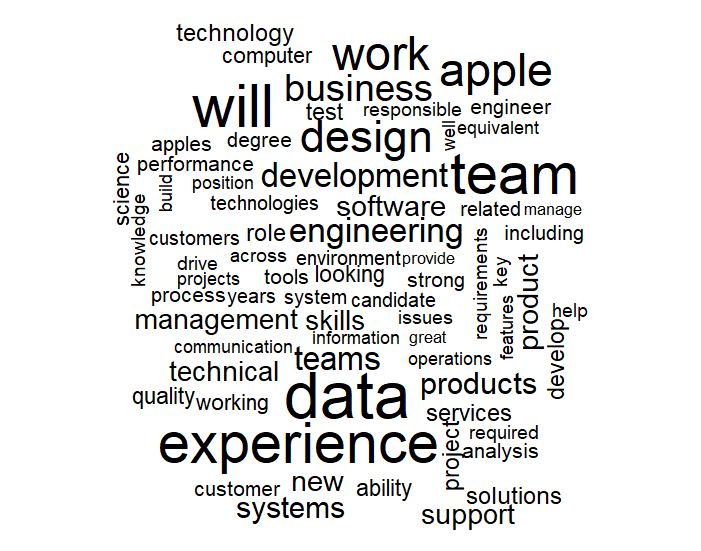 technology
computer
work
apple
business
will
test
responsible
engineer
apples
degree
design
well
equivalent
science
performance
build
position
development
team
knowledge
technologies
software
related
manage
customers
role
engineering
requirements
including
drive
across
environment
provide
key
projects
tools
looking
strong
product
process
years
system
candidate
features
help
management
skills
issues
develop
information
great
communication
teams
operations
technical
data
products
quality
working
services
experience
project
required
analysis
customer
new
ability
solutions
systems
support